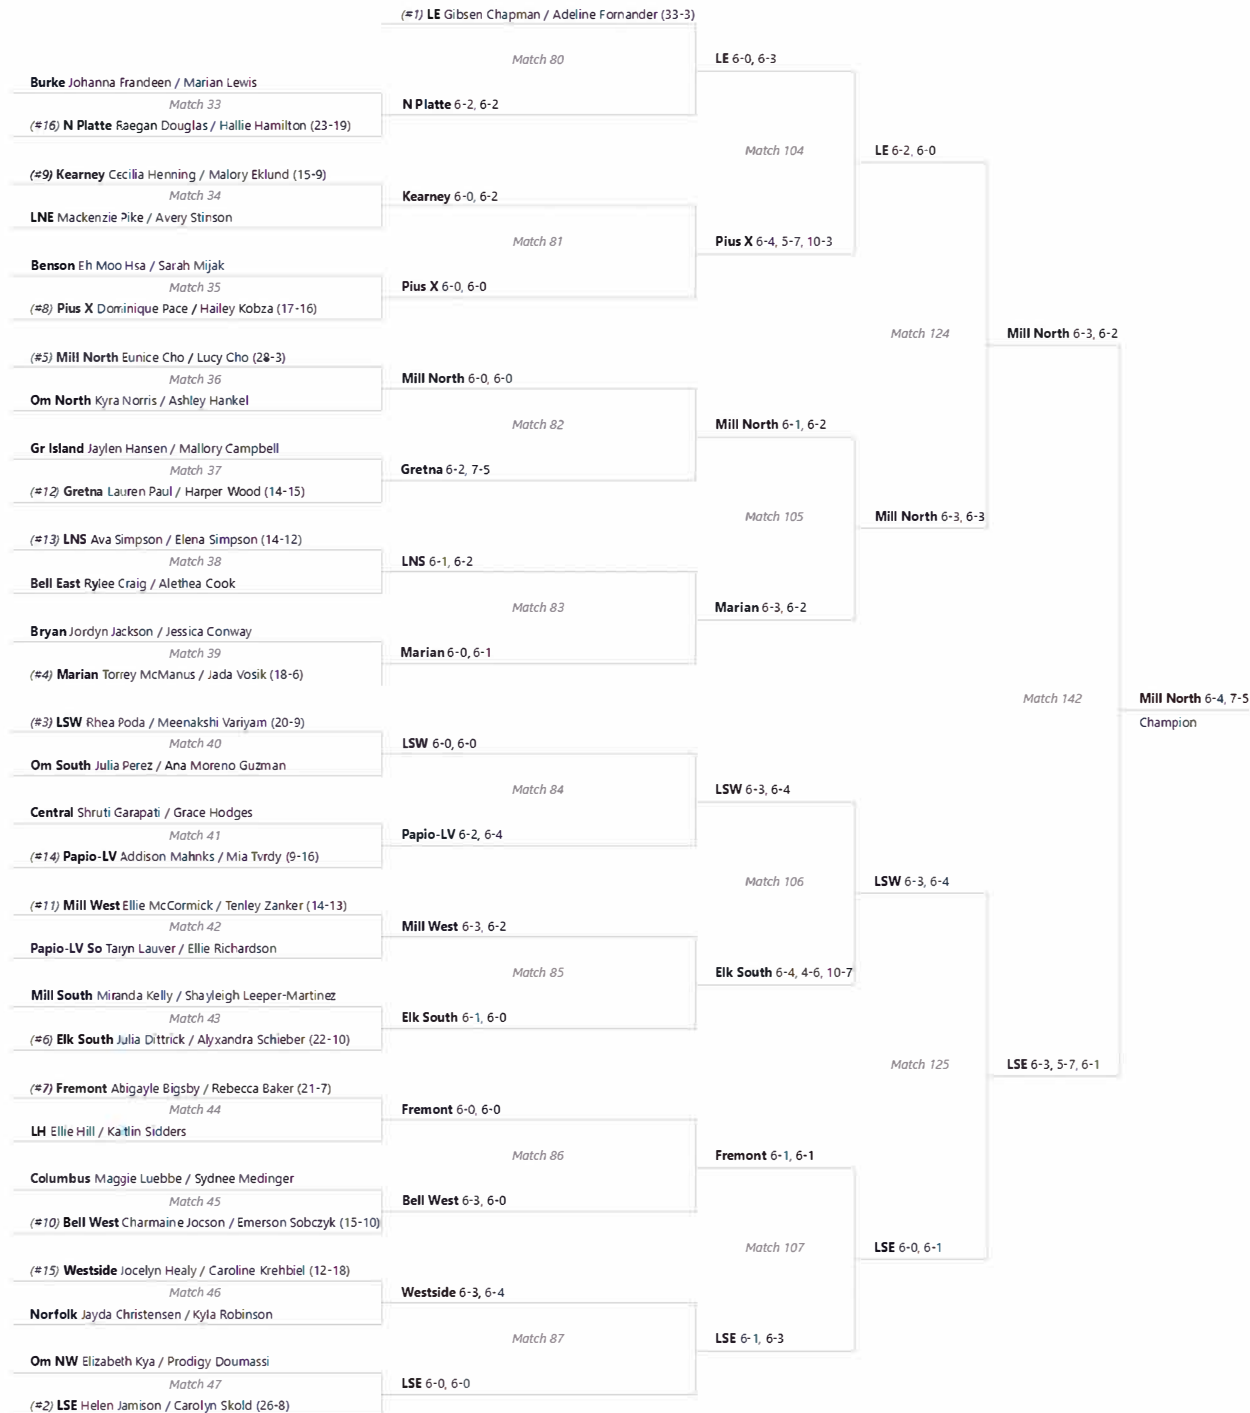 (#1) LE Gibsen Chapman / Adeline Fornander (33-3)
Match 80
LE 6-0, 6-3
Burke Johanna Frandeen / Marian Lewis
Match 33
N Platte 6-2, 6-2
(#16) N Platte Raegan Douglas / Hallie Hamilton (23-19)
Match 104
LE 6-2, 6-0
(#9) Kearney Cecilia Henning / Malory Eklund (15-9)
Match 34
Kearney 6-0, 6-2
LNE Mackenzie Pike / Avery Stinson
Match 81
Pius X 6-4, 5-7, 10-3
Benson Eh Moo Hsa / Sarah Mijak
Match 35
Pius X 6-0, 6-0
(#8) Pius X Dominique Pace / Hailey Kobza (17-16)
Match 124
Mill North 6-3, 6-2
(#5) Mill North Eunice Cho / Lucy Cho (28-3)
Match 36
Mill North 6-0, 6-0
Om North Kyra Norris / Ashley Hankel
Match 82
Mill North 6-1, 6-2
Gr Island Jaylen Hansen / Mallory Campbell
Match 37
Gretna 6-2, 7-5
(#12) Gretna Lauren Paul / Harper Wood (14-15)
Match 105
Mill North 6-3, 6-3
(#13) LNS Ava Simpson / Elena Simpson (14-12)
Match 38
LNS 6-1, 6-2
Bell East Rylee Craig / Alethea Cook
Match 83
Marian 6-3, 6-2
Bryan Jordyn Jackson / Jessica Conway
Match 39
Marian 6-0, 6-1
(#4) Marian Torrey McManus / Jada Vosik (18-6)
Match 142
Mill North 6-4, 7-5
Champion
(#3) LSW Rhea Poda / Meenakshi Variyam (20-9)
Match 40
LSW 6-0, 6-0
Om South Julia Perez / Ana Moreno Guzman
Match 84
LSW 6-3, 6-4
Central Shruti Garapati / Grace Hodges
Match 41
Papio-LV 6-2, 6-4
(#14) Papio-LV Addison Mahnks / Mia Tvrdy (9-16)
Match 106
LSW 6-3, 6-4
(#11) Mill West Ellie McCormick / Tenley Zanker (14-13)
Match 42
Mill West 6-3, 6-2
Papio-LV So Taryn Lauver / Ellie Richardson
Match 85
Elk South 6-4, 4-6, 10-7
Mill South Miranda Kelly / Shayleigh Leeper-Martinez
Match 43
Elk South 6-1, 6-0
(#6) Elk South Julia Dittrick / Alyxandra Schieber (22-10)
Match 125
LSE 6-3, 5-7, 6-1
(#7) Fremont Abigayle Bigsby / Rebecca Baker (21-7)
Match 44
Fremont 6-0, 6-0
LH Ellie Hill / Kaitlin Sidders
Match 86
Fremont 6-1, 6-1
Columbus Maggie Luebbe / Sydnee Medinger
Match 45
Bell West 6-3, 6-0
(#10) Bell West Charmaine Jocson / Emerson Sobczyk (15-10)
Match 107
LSE 6-0, 6-1
(#15) Westside Jocelyn Healy / Caroline Krehbiel (12-18)
Match 46
Westside 6-3, 6-4
Norfolk Jayda Christensen / Kyla Robinson
Match 87
LSE 6-1, 6-3
Om NW Elizabeth Kya / Prodigy Doumassi
Match 47
LSE 6-0, 6-0
(#2) LSE Helen Jamison / Carolyn Skold (26-8)